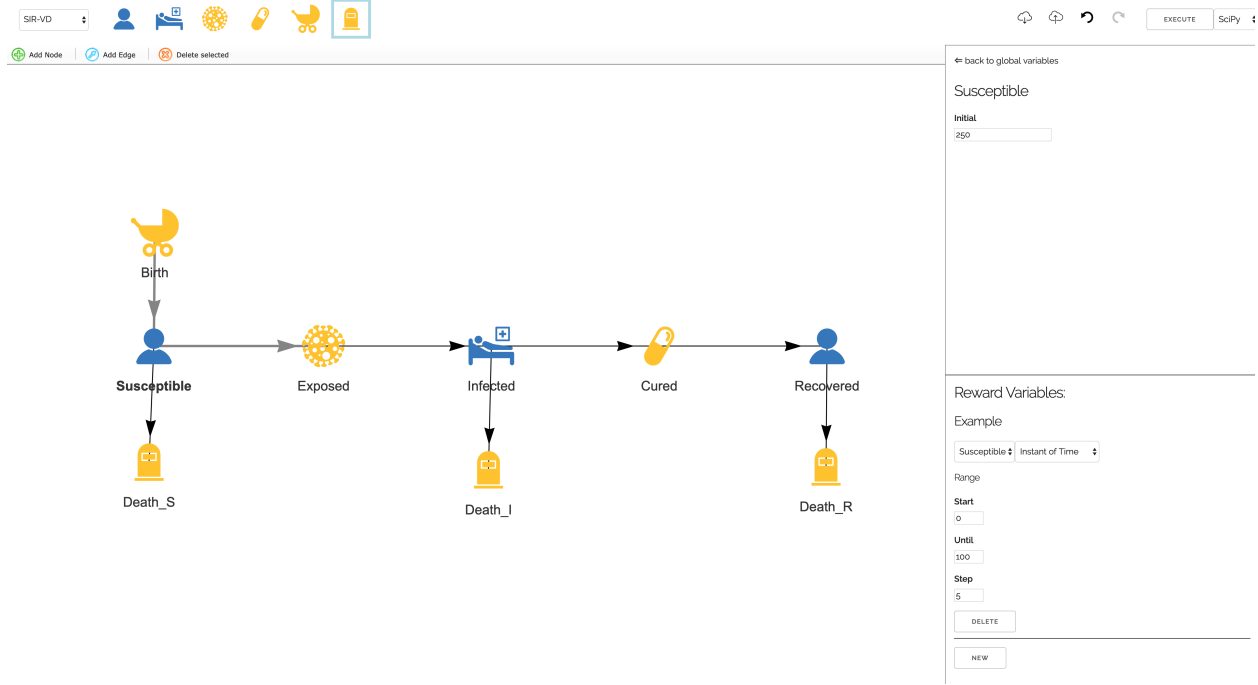 SIR-VD
EXECUTE
SciPy
Add Node
Add Edge
Delete selected
⇐ back to global variables
Susceptible
Initial
250
Birth
Susceptible
Exposed
Infected
Cured
Recovered
Death_S
Death_I
Death_R
Reward Variables:
Example
Susceptible
Instant of Time
Range
Start
0
Until
100
Step
5
DELETE
NEW